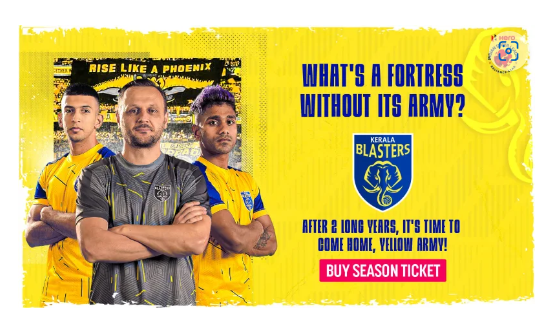 RISE LIKE A PHOENIX
Hero
WHAT'S A FORTRESS
WITHOUT ITS ARMY?
KERALA
BLASTERS
AFTER 2 LONG YEARS, IT'S TIME TO
COME HOME, YELLOW ARMY!
BUY SEASON TICKET